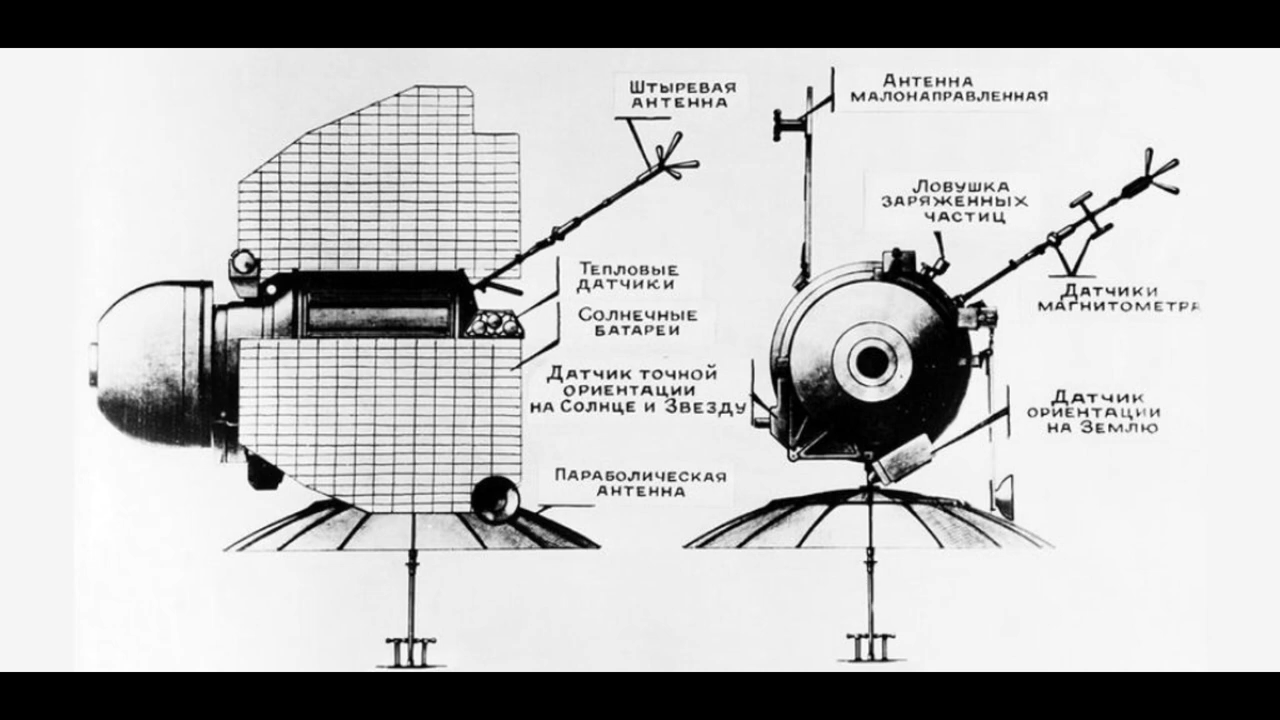 Штыревая
антенна
Антенна
малонаправленная
Ловушка
заряженных
частиц
Тепловые
датчики
Датчики
магнитометра
Солнечные
батареи
Датчик точной
ориентации
на Солнце и Звезду
Датчик
ориентации
на Землю
Параболическая
антенна